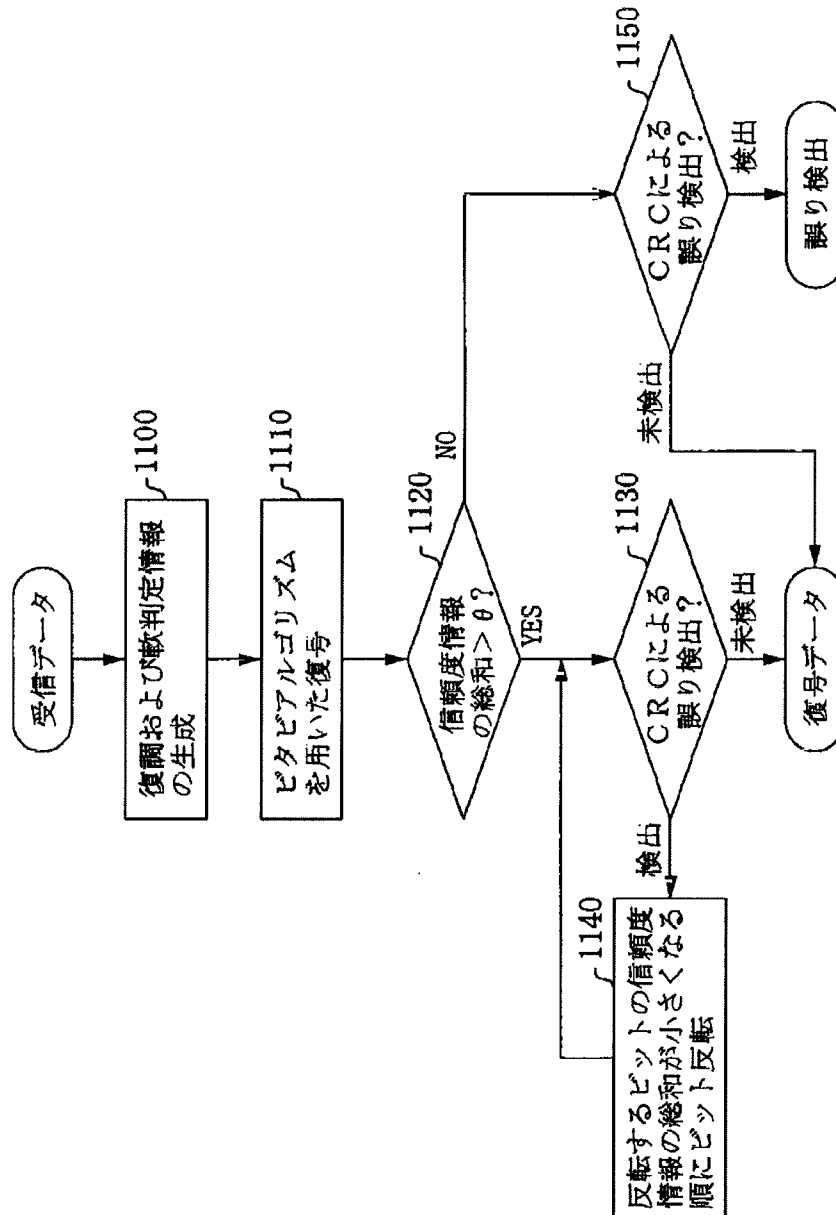 受信データ
1100
復調および軟判定情報
の生成
1110
ビタビアルゴリズム
を用いた復号
1120
信頼度情報
の総和>θ?
NO
YES
1130
CRCによる
誤り検出?
検出
未検出
1140
反転するビットの信頼度
情報の総和が小さくなる
順にビット反転
1150
CRCによる
誤り検出?
未検出
検出
復号データ
誤り検出